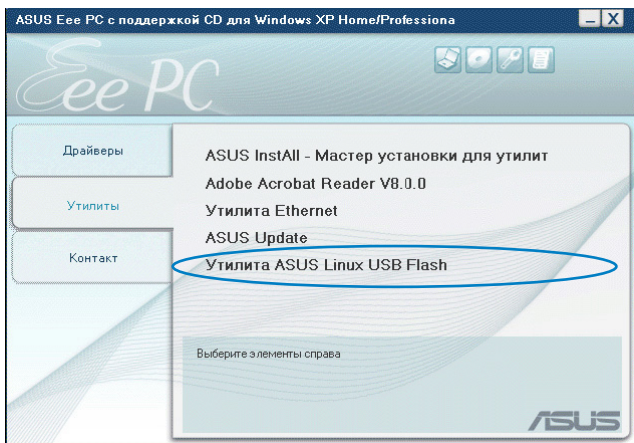 ASUS Eee PC с поддержкой CD для Windows XP Home/Professiona
Eee PC
Драйверы
Утилиты
Контакт
ASUS InstAll - Мастер установки для утилит
Adobe Acrobat Reader V8.0.0
Утилита Ethernet
ASUS Update
Утилита ASUS Linux USB Flash
Выберите элементы справа
ASUS